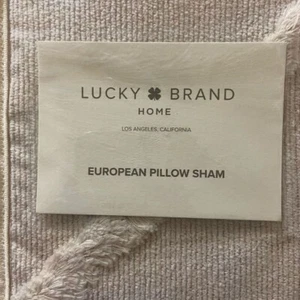 LUCKY BRAND
HOME
LOS ANGELES, CALIFORNIA
EUROPEAN PILLOW SHAM